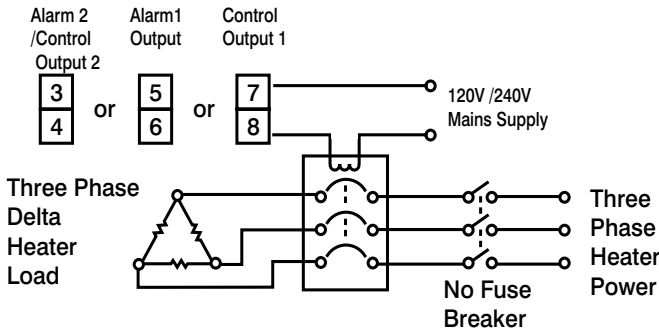 Alarm 2
/Control
Output 2
Alarm1
Output
Control
Output 1
3
4
or
5
6
or
7
8
120V /240V
Mains Supply
Three Phase
Delta
Heater
Load
Three
Phase
Heater
Power
No Fuse
Breaker